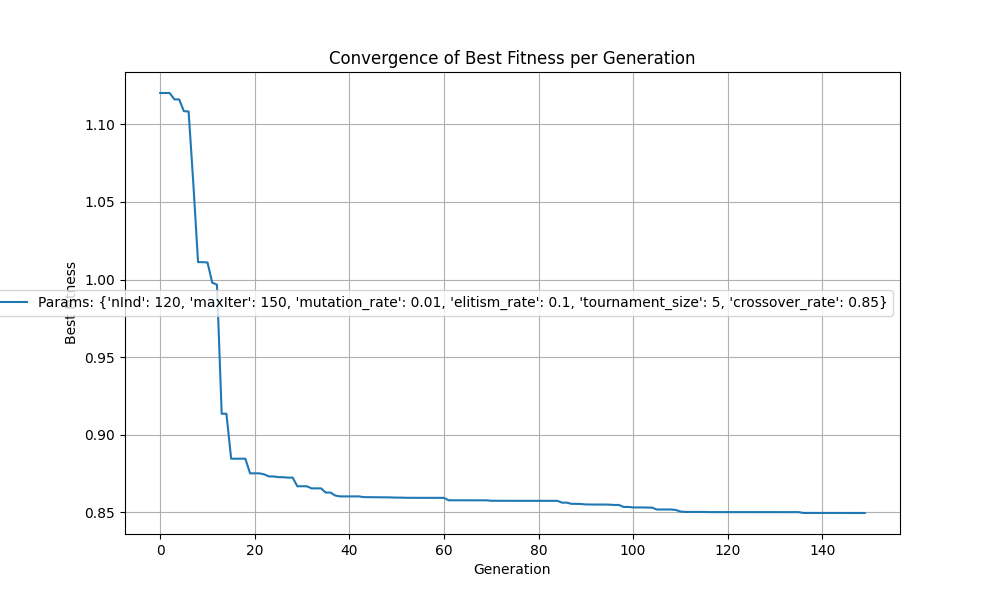 Convergence of Best Fitness per Generation
1.10
1.05
1.00
0.95
0.90
0.85
Best Fitness
Params: {'nInd': 120, 'maxIter': 150, 'mutation_rate': 0.01, 'elitism_rate': 0.1, 'tournament_size': 5, 'crossover_rate': 0.85}
0 20 40 60 80 100 120 140
Generation